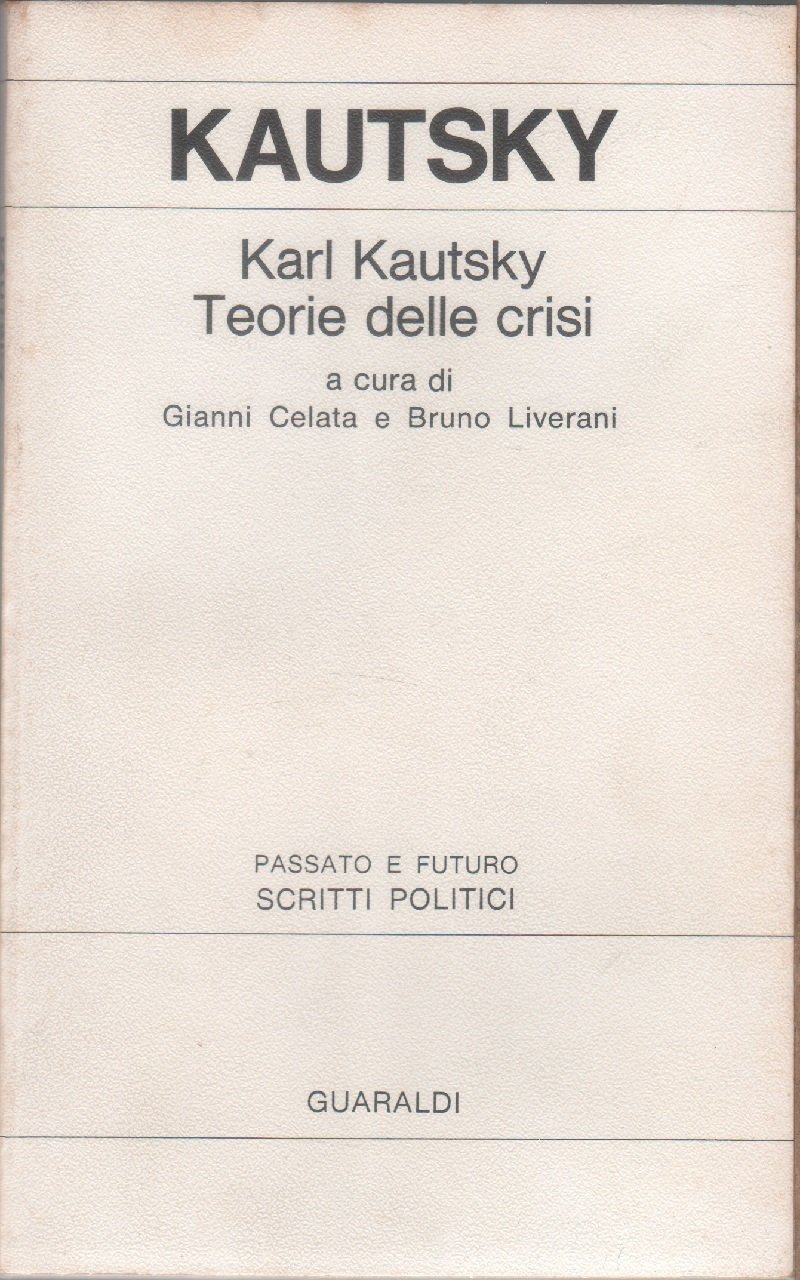 KAUTSKY
Karl Kautsky
Teorie delle crisi
a cura di
Gianni Celata e Bruno Liverani
PASSATO E FUTURO
SCRITTI POLITICI
GUARALDI